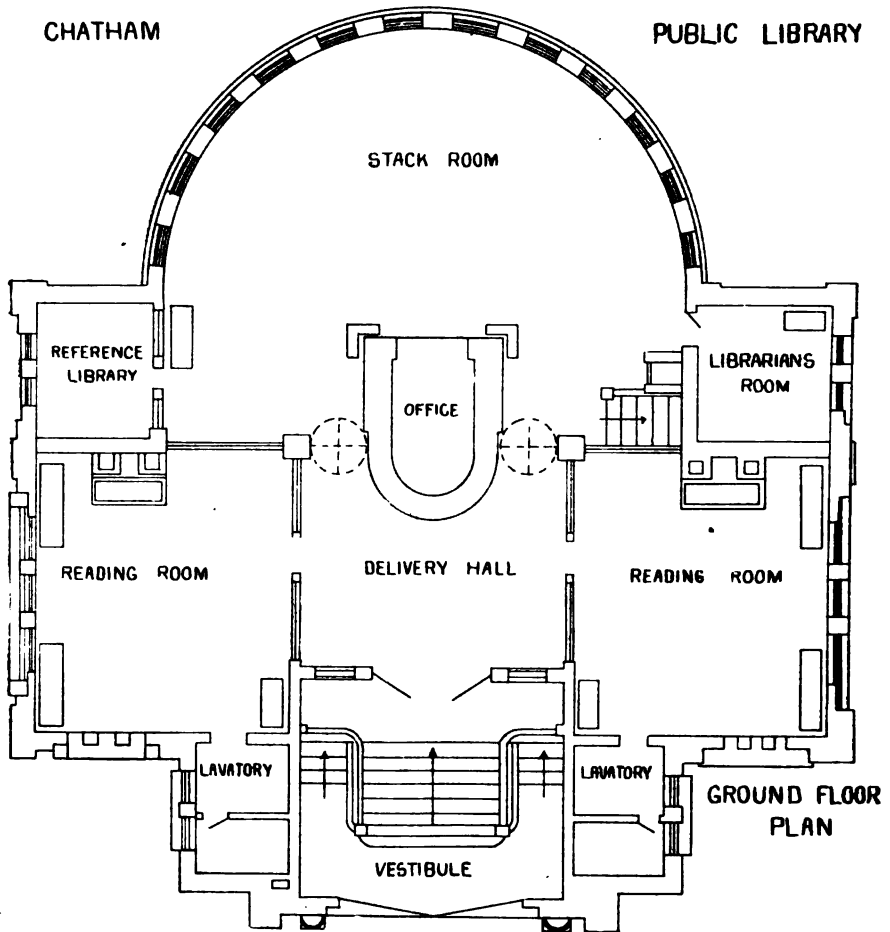 CHATHAM
PUBLIC LIBRARY
STACK ROOM
REFERENCE
LIBRARY
OFFICE
LIBRARIANS
ROOM
READING ROOM
DELIVERY HALL
READING ROOM
LAVATORY
LAVATORY
GROUND FLOOR
PLAN
VESTIBULE